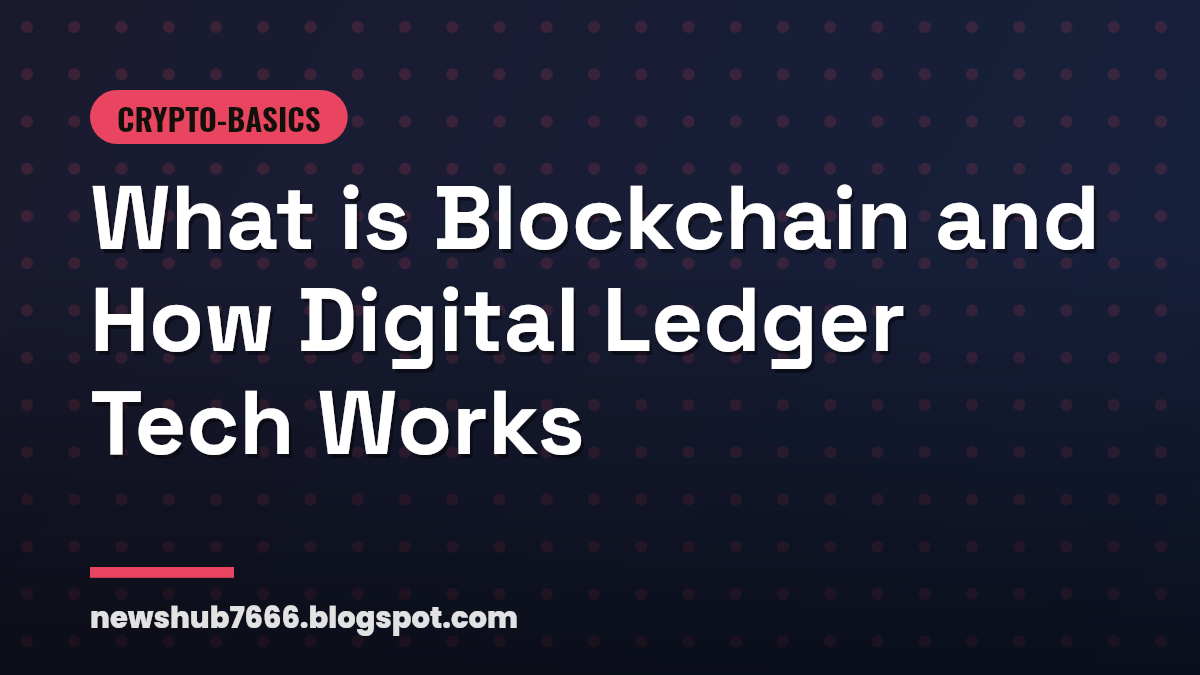 CRYPTO-BASICS
What is Blockchain and
How Digital Ledger
Tech Works
newshub7666.blogspot.com